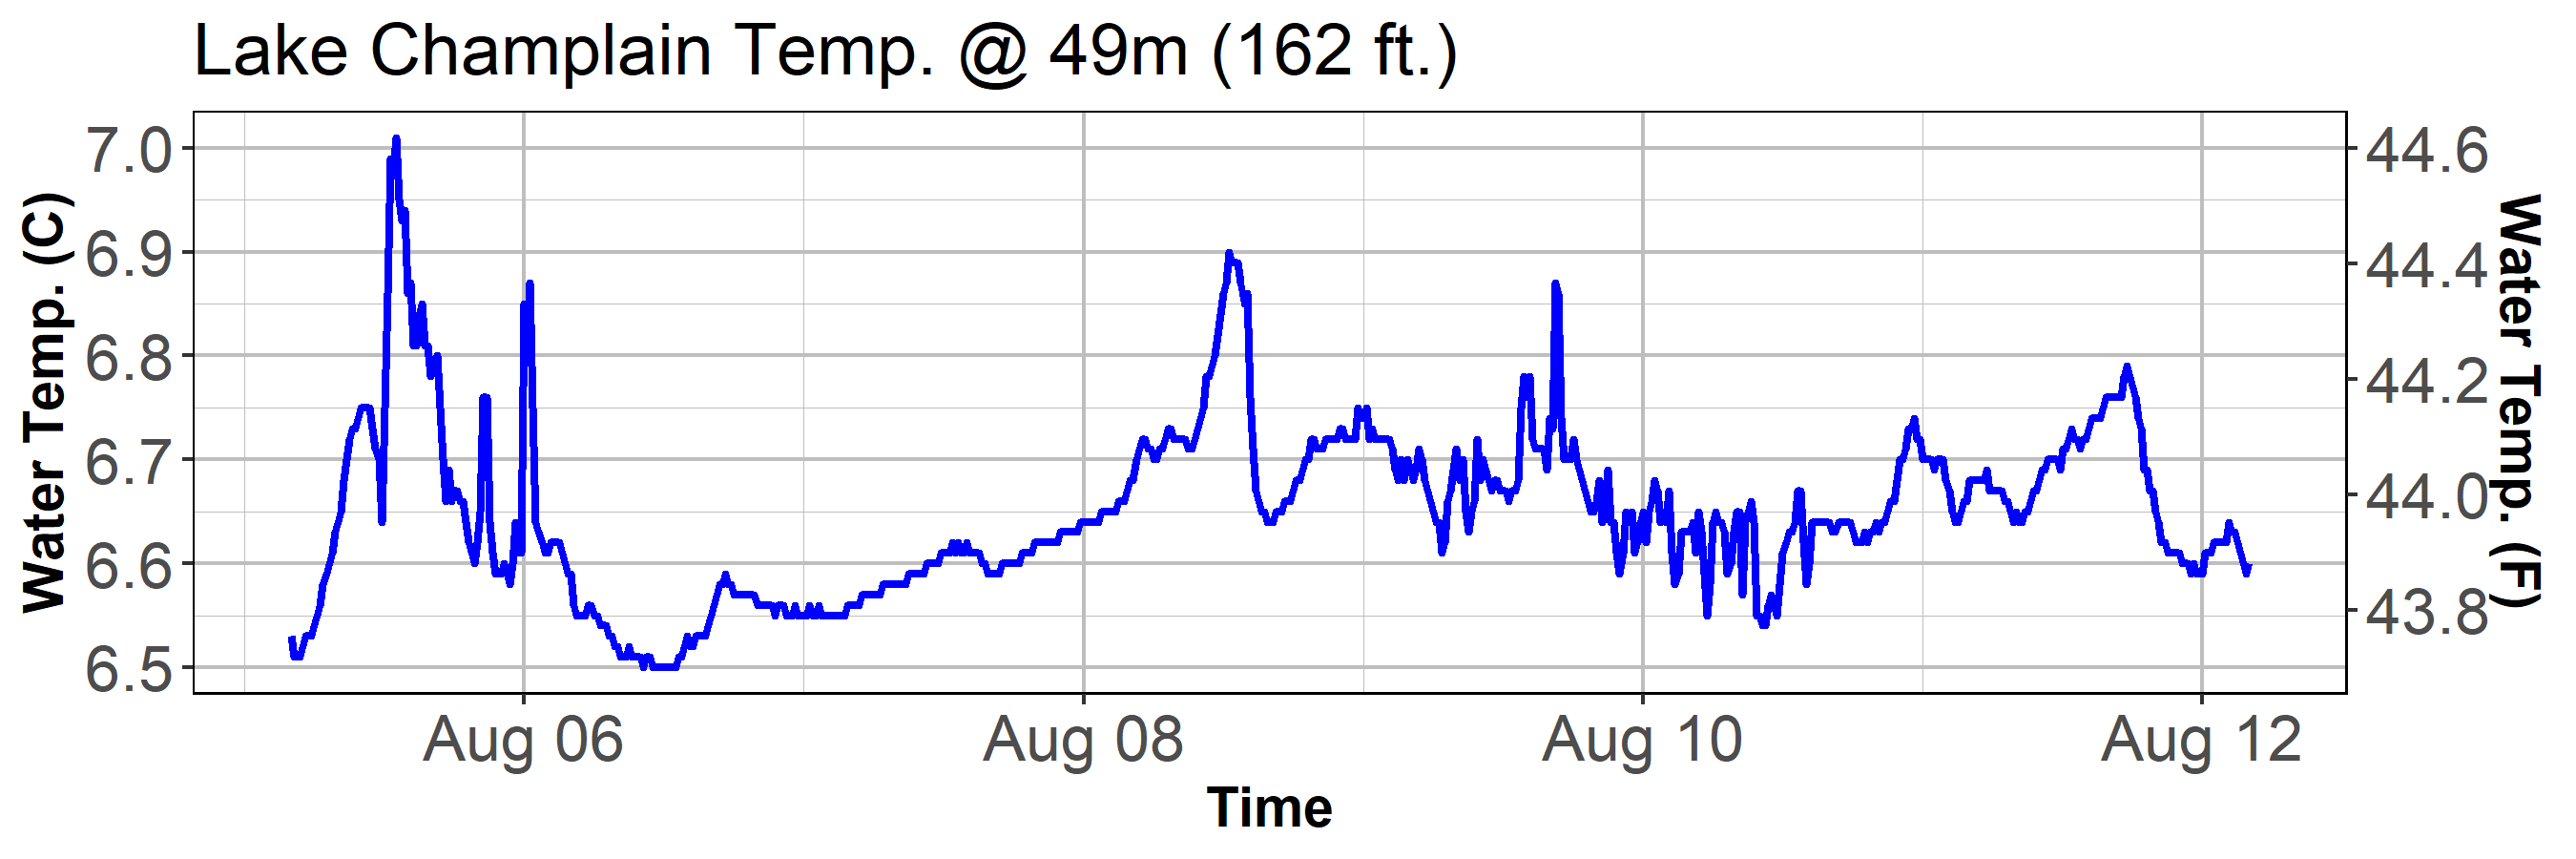 Lake Champlain Temp. @ 49m (162 ft.)
Water Temp. (C)
7.0
6.9
6.8
6.7
6.6
6.5
44.6
44.4
44.2
44.0
43.8
Water Temp. (F)
Aug 06 Aug 08 Aug 10 Aug 12
Time